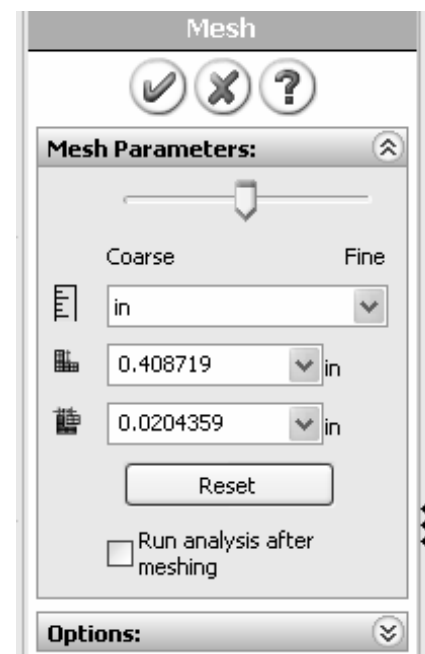 Mesh
?
Mesh Parameters:
Coarse Fine
in
0.408719 in
0.0204359 in
Reset
Run analysis after
meshing
Options: